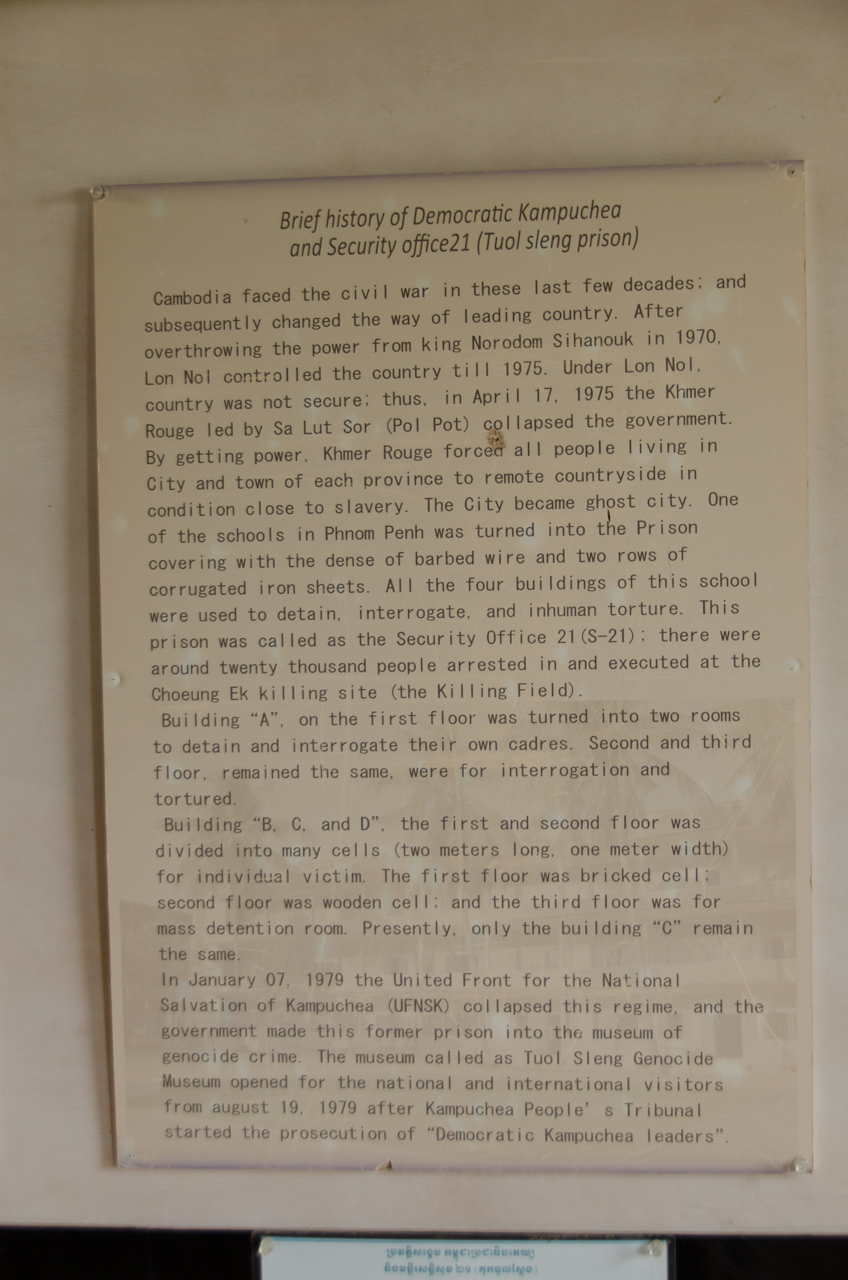 Brief history of Democratic Kampuchea
and Security office21 (Tuol sleng prison)
Cambodia faced the civil war in these last few decades; and
subsequently changed the way of leading country. After
overthrowing the power from king Norodom Sihanouk in 1970,
Lon Nol controlled the country till 1975. Under Lon Nol,
country was not secure; thus, in April 17, 1975 the Khmer
Rouge led by Sa Lut Sor (Pol Pot) collapsed the government.
By getting power, Khmer Rouge forced all people living in
City and town of each province to remote countryside in
condition close to slavery. The City became ghost city. One
of the schools in Phnom Penh was turned into the Prison
covering with the dense of barbed wire and two rows of
corrugated iron sheets. All the four buildings of this school
were used to detain, interrogate, and inhuman torture. This
prison was called as the Security Office 21(S-21); there were
around twenty thousand people arrested in and executed at the
Choeung Ek killing site (the Killing Field).
Building “A”, on the first floor was turned into two rooms
to detain and interrogate their own cadres. Second and third
floor, remained the same, were for interrogation and
tortured.
Building “B, C, and D”, the first and second floor was
divided into many cells (two meters long, one meter width)
for individual victim. The first floor was bricked cell;
second floor was wooden cell; and the third floor was for
mass detention room. Presently, only the building “C” remain
the same.
In January 07, 1979 the United Front for the National
Salvation of Kampuchea (UFNSK) collapsed this regime, and the
government made this former prison into the museum of
genocide crime. The museum called as Tuol Sleng Genocide
Museum opened for the national and international visitors
from august 19, 1979 after Kampuchea People’s Tribunal
started the prosecution of “Democratic Kampuchea leaders”.